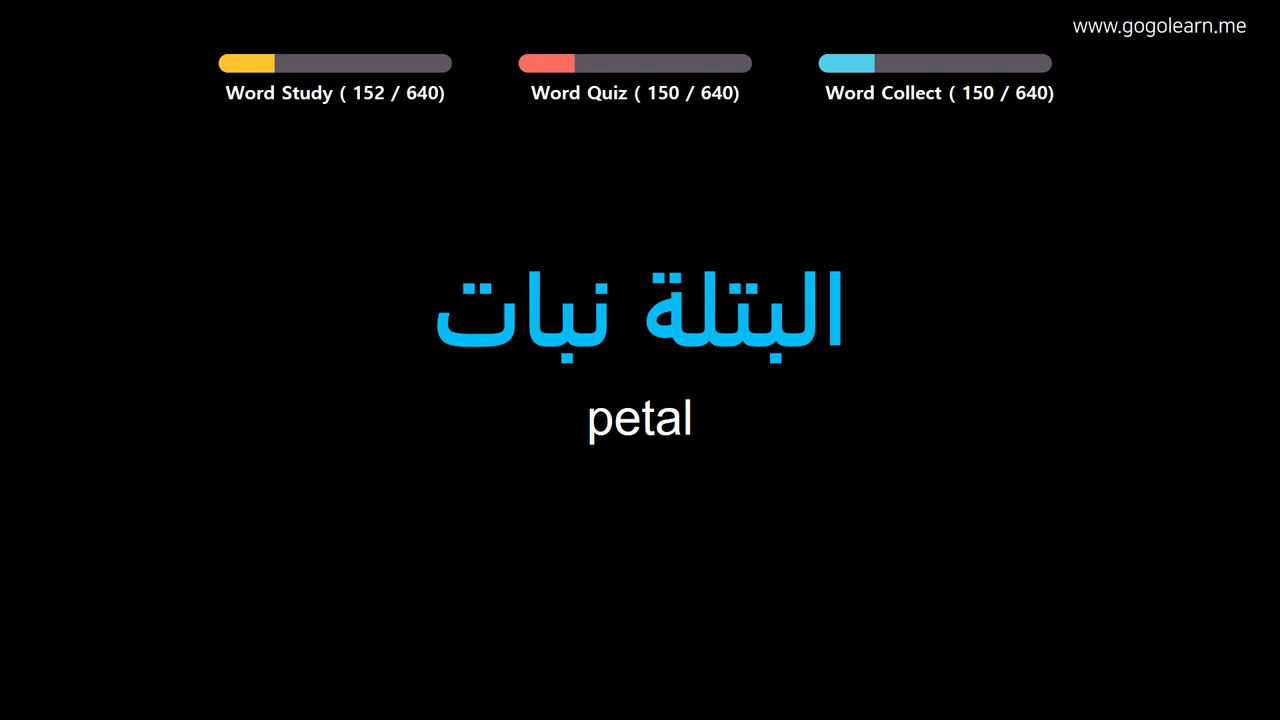 www.gogolearn.me
Word Study ( 152 / 640)
Word Quiz ( 150 / 640)
Word Collect ( 150 / 640)
البتلة نبات
petal